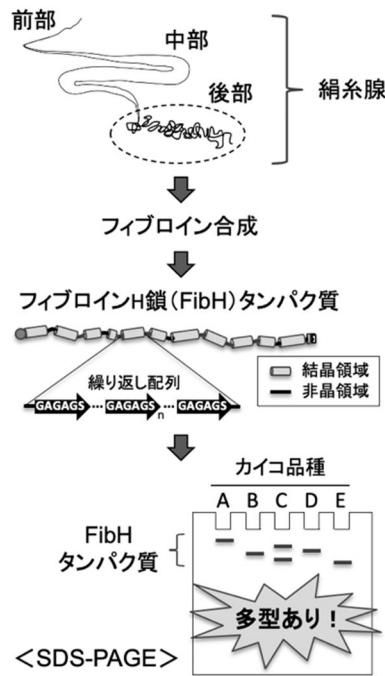 前部
中部
後部
絹糸腺
フィブロイン合成
フィブロインH鎖(FibH)タンパク質
結晶領域
非晶領域
繰り返し配列
GAGAGS…GAGAGS…GAGAGS
n
カイコ品種
A B C D E
FibH
タンパク質
多型あり!
<SDS-PAGE>